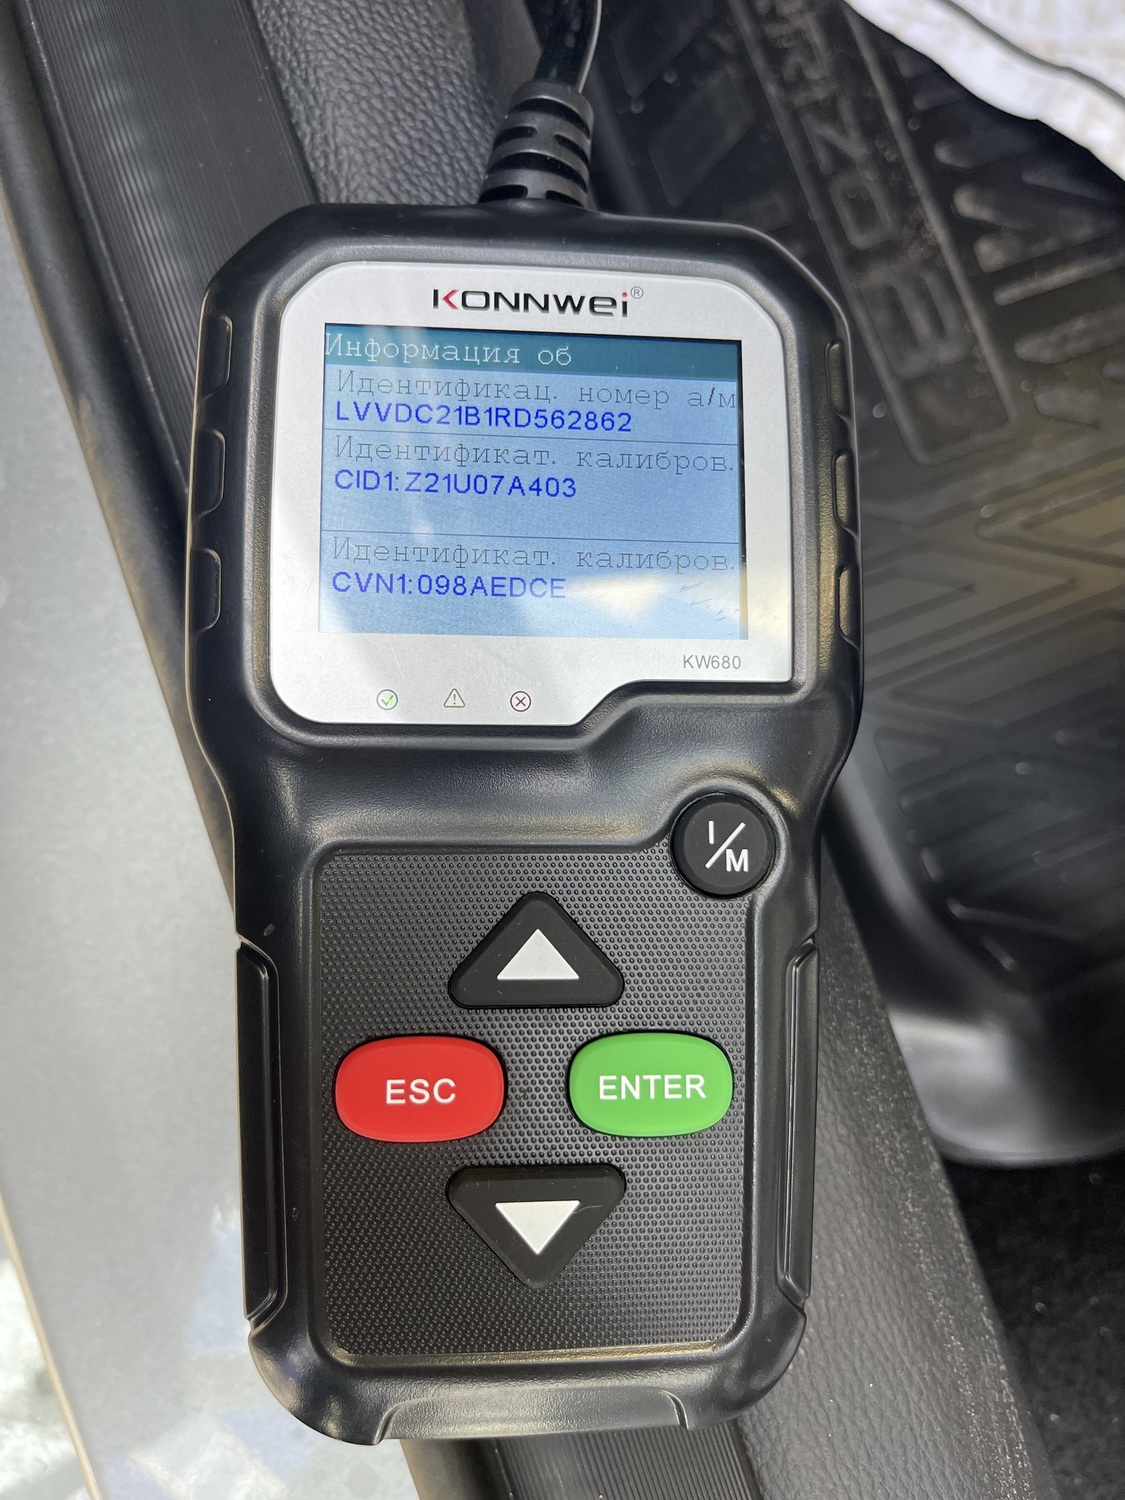 KONNWEI®
Информация об
Идентификац. номер а/м
LVVDC21B1RD562862
Идентификат. калибров.
CID1:Z21U07A403
Идентификат. калибров.
CVN1:098AEDCE
KW680
I/M
ESC
ENTER